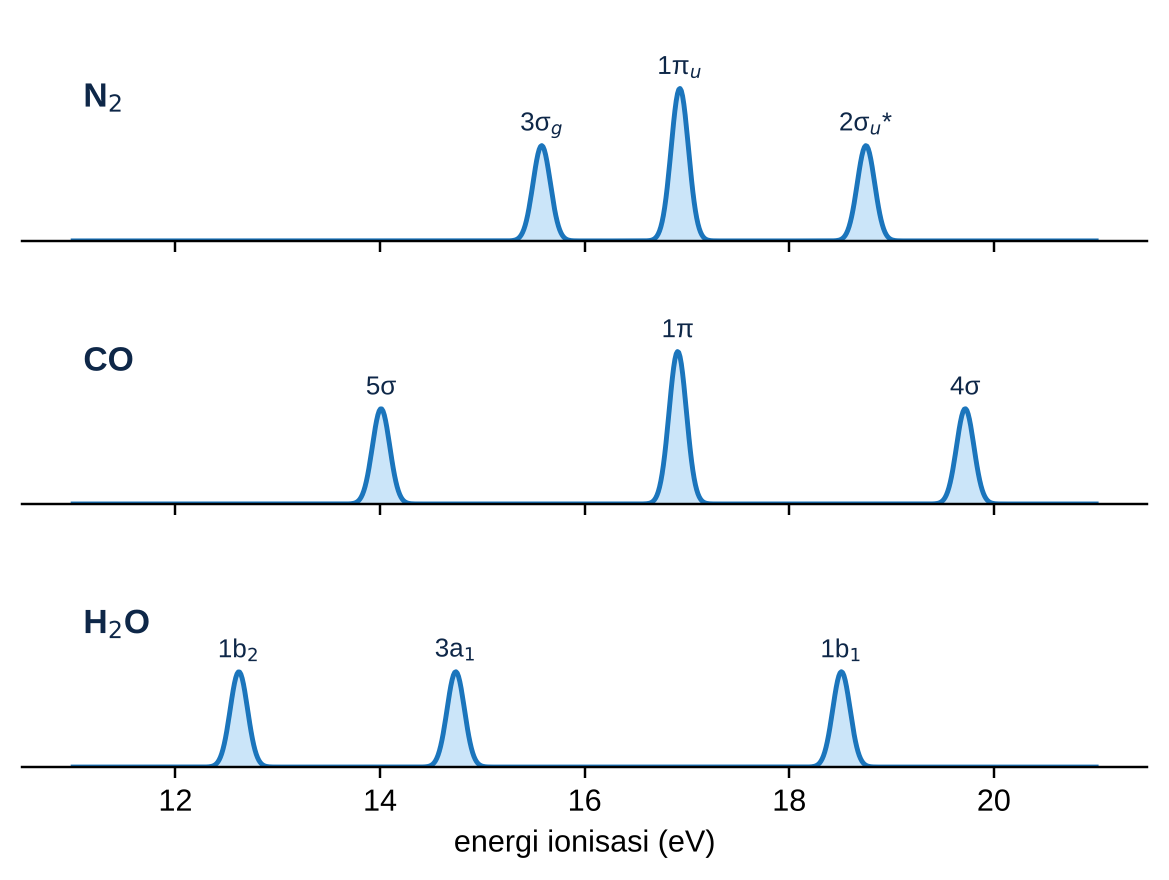 N₂
3σg
1πu
2σu*
CO
5σ
1π
4σ
H₂O
1b₂
3a₁
1b₁
12 14 16 18 20
energi ionisasi (eV)